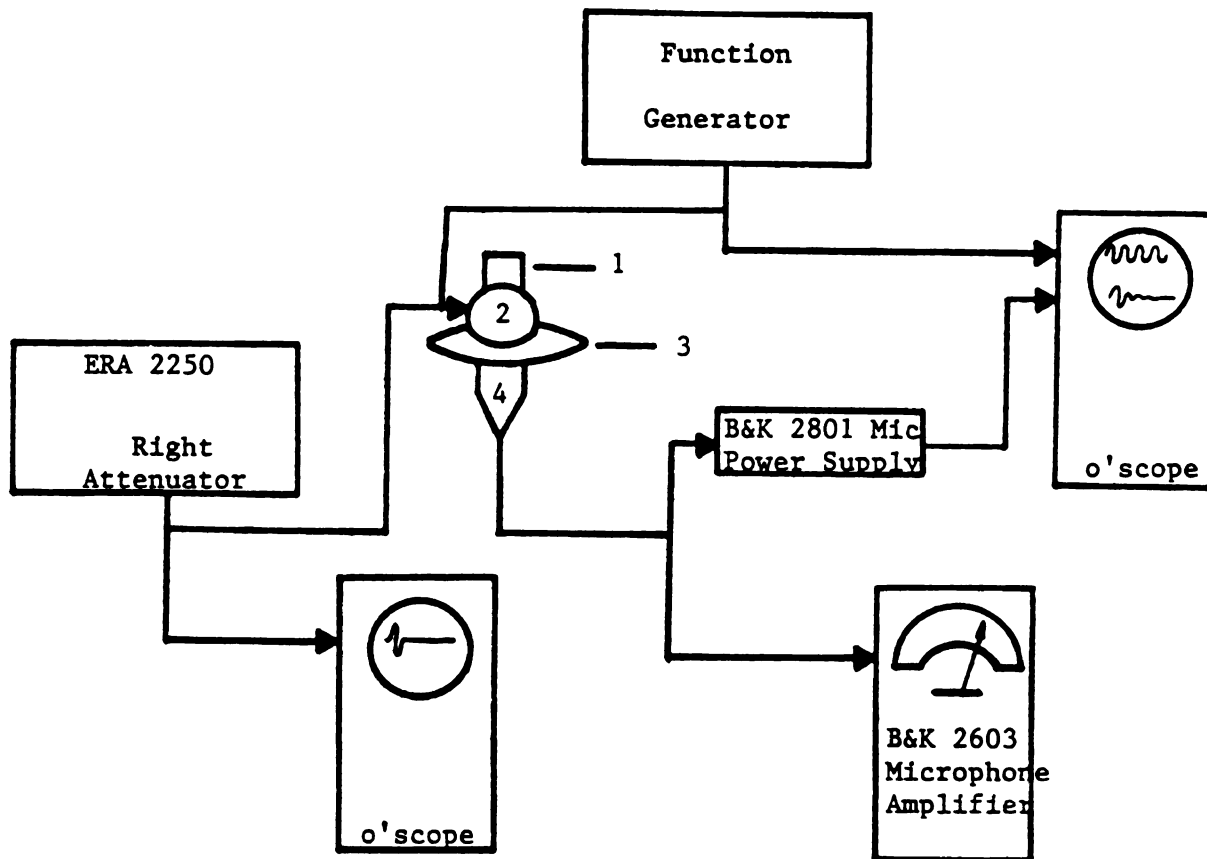 Function
Generator
1
2
3
4
ERA 2250
Right
Attenuator
B&K 2801 Mic
Power Supply
o'scope
o'scope
B&K 2603
Microphone
Amplifier